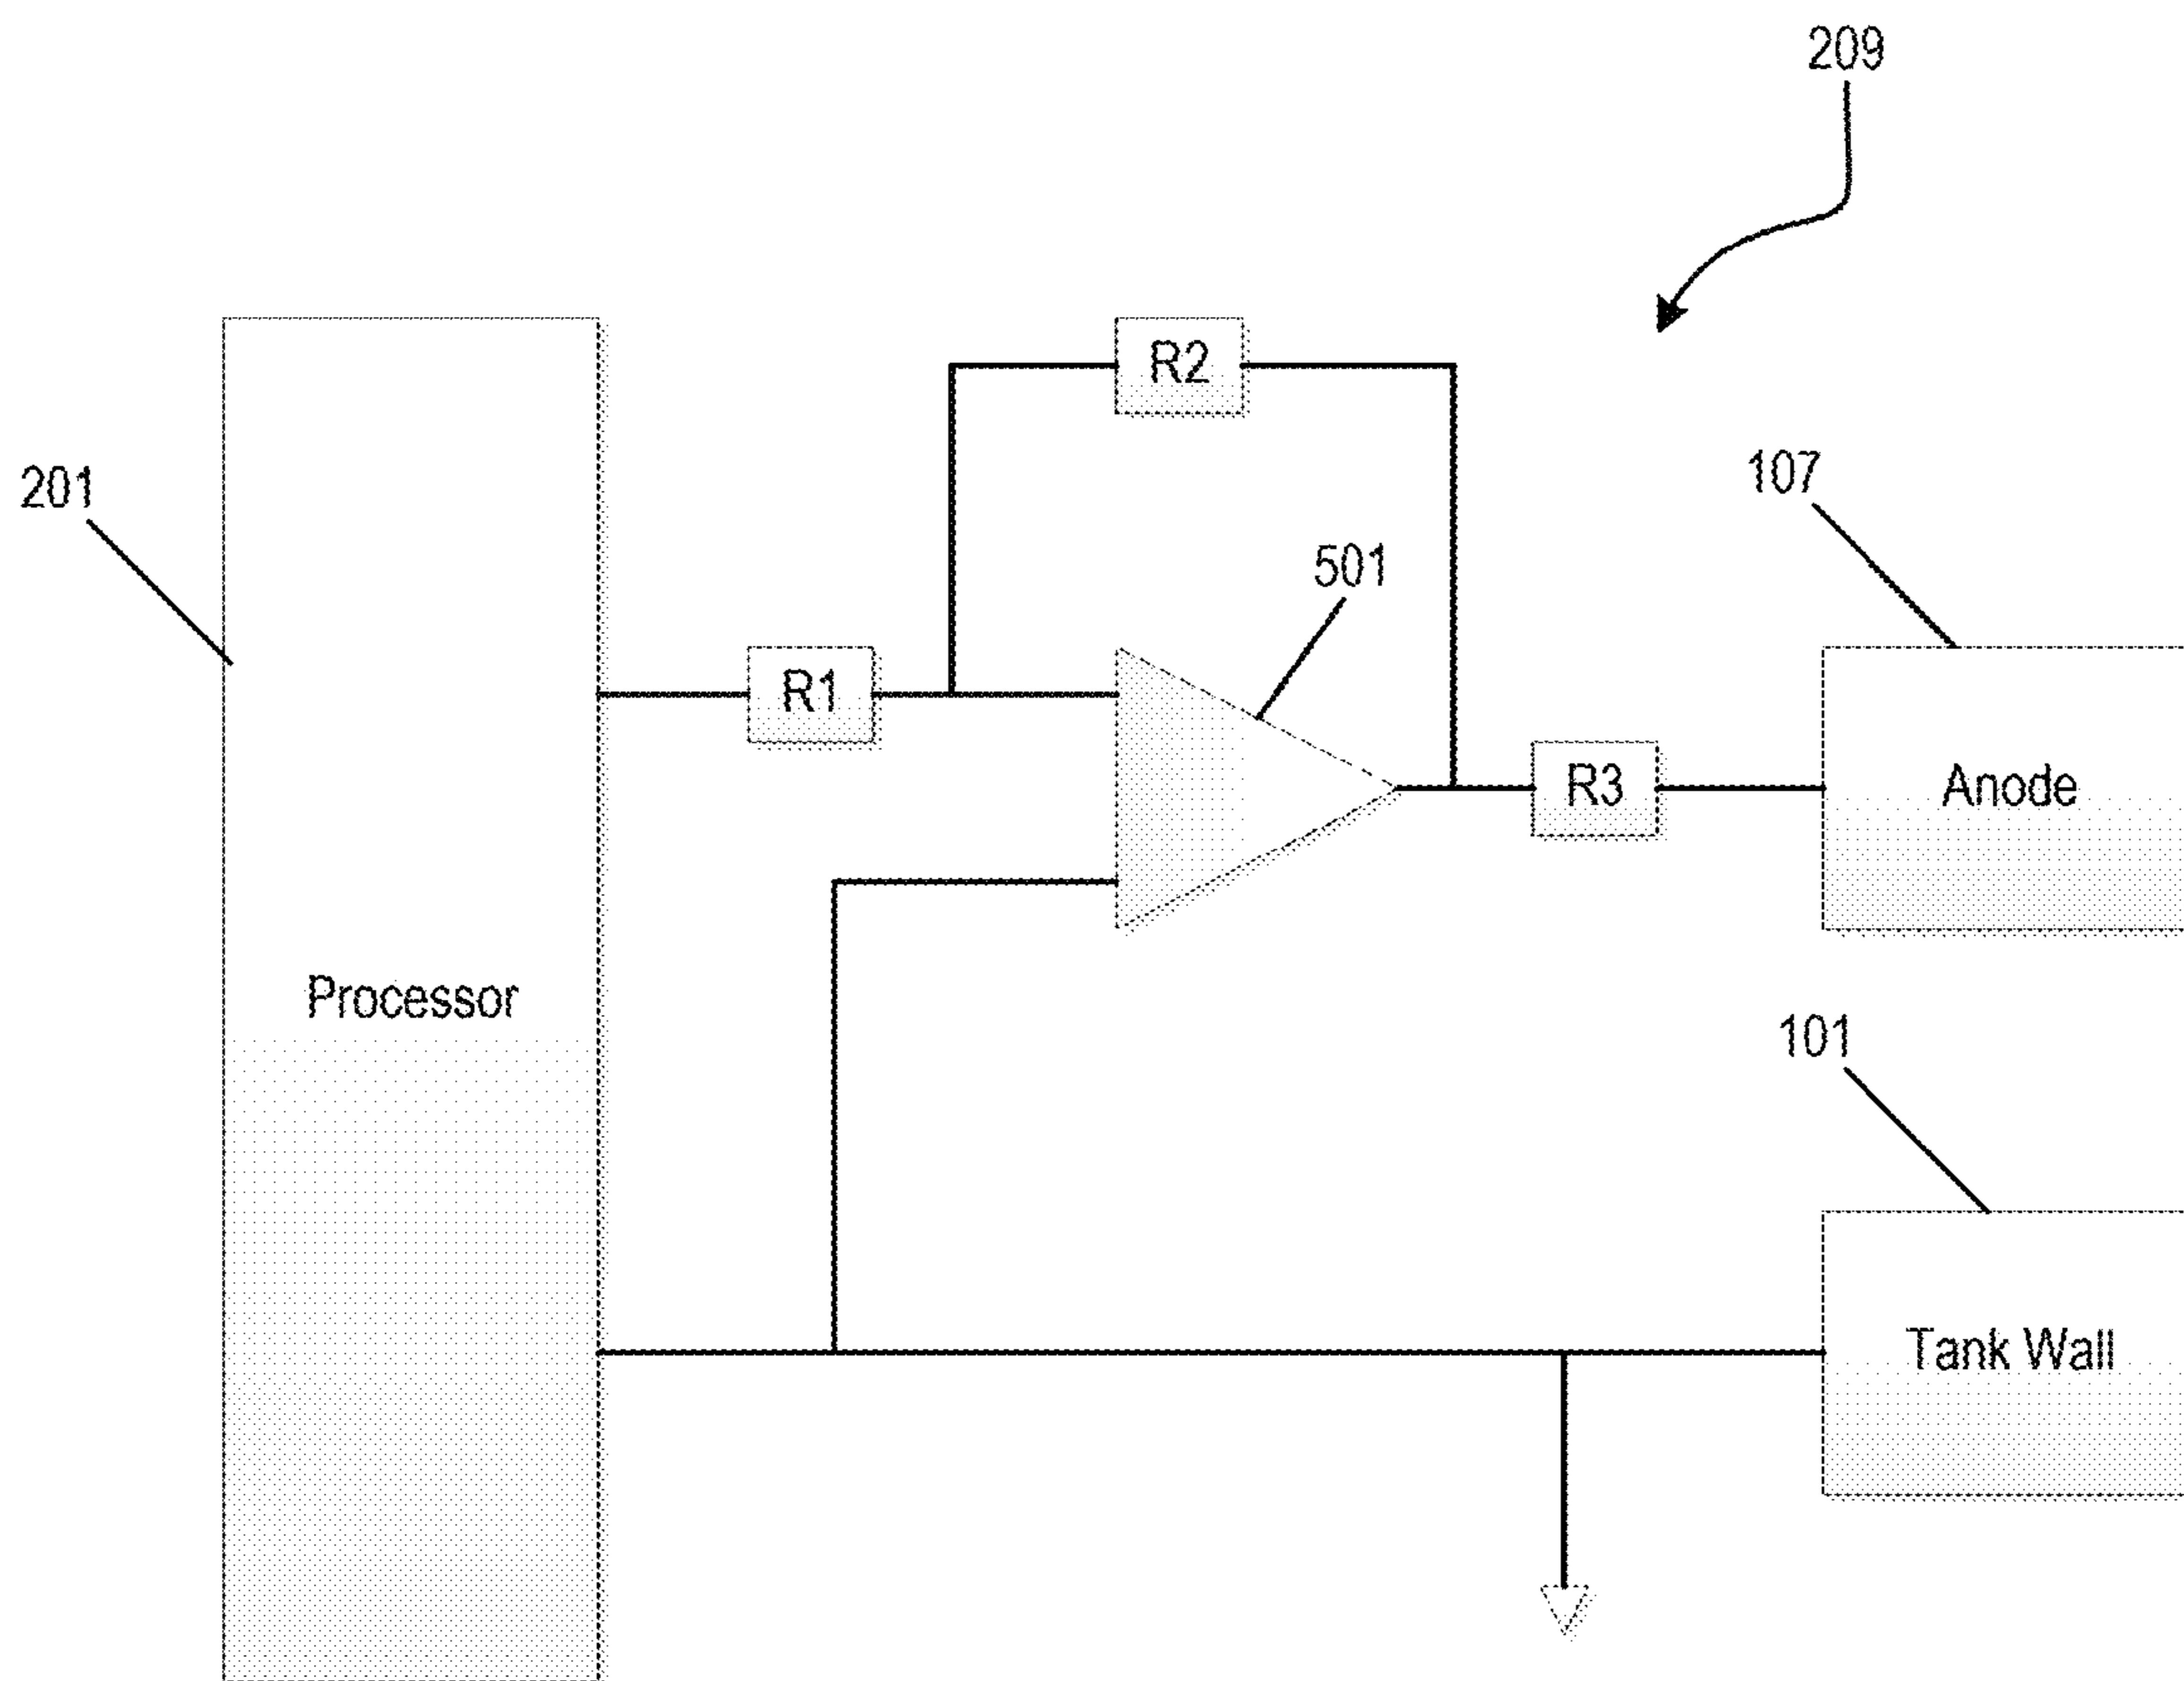 209
R2
201
107
501
R1
R3
Anode
Processor
101
Tank Wall